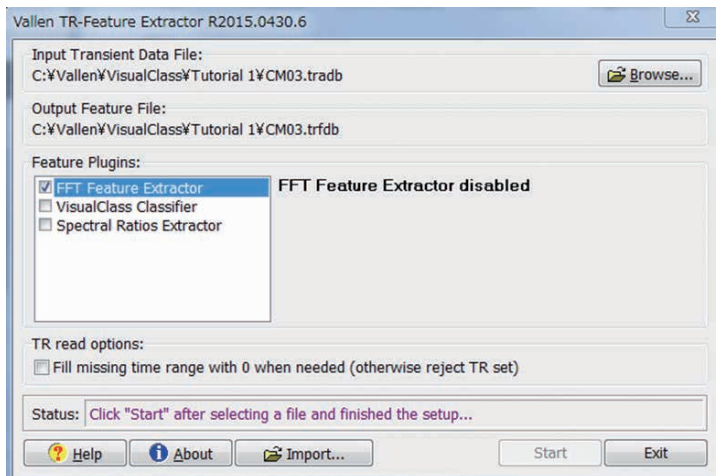 Vallen TR-Feature Extractor R2015.0430.6
Input Transient Data File:
C:¥Vallen¥VisualClass¥Tutorial 1¥CM03.tradb
Browse...
Output Feature File:
C:¥Vallen¥VisualClass¥Tutorial 1¥CM03.trfdb
Feature Plugins:
FFT Feature Extractor
VisualClass Classifier
Spectral Ratios Extractor
FFT Feature Extractor disabled
TR read options:
Fill missing time range with 0 when needed (otherwise reject TR set)
Status: Click "Start" after selecting a file and finished the setup...
Help About Import... Start Exit